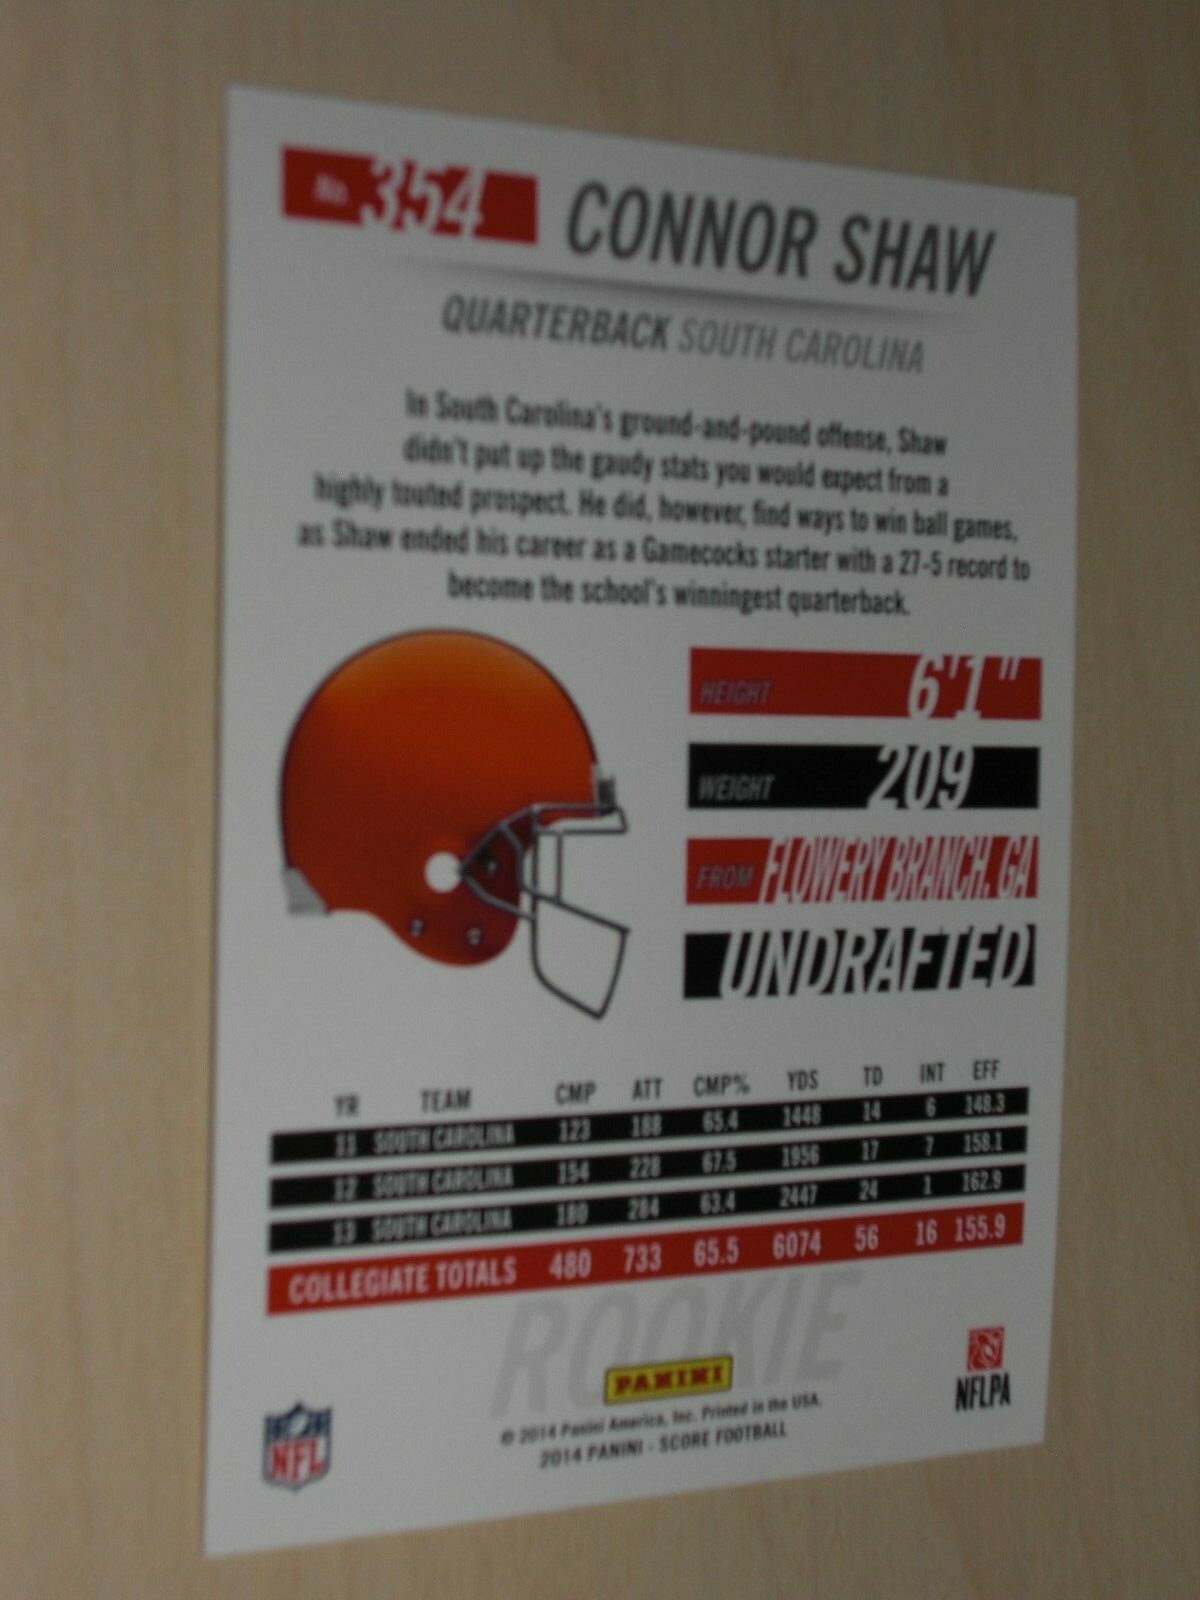 No. 354 CONNOR SHAW
QUARTERBACK SOUTH CAROLINA
In South Carolina's ground-and-pound offense, Shaw
didn't put up the gaudy stats you would expect from a
highly touted prospect. He did, however, find ways to win ball games,
as Shaw ended his career as a Gamecocks starter with a 27-5 record to
become the school's winningest quarterback.
HEIGHT 6'1"
WEIGHT 209
FROM FLOWERY BRANCH, GA
UNDRAFTED
YR TEAM CMP ATT CMP% YDS TD INT EFF
11 SOUTH CAROLINA 123 188 65.4 1448 14 6 148.3
12 SOUTH CAROLINA 154 228 67.5 1956 17 7 158.1
13 SOUTH CAROLINA 180 284 63.4 2447 24 1 162.9
COLLEGIATE TOTALS 480 733 65.5 6074 56 16 155.9
ROOKIE
PANINI
© 2014 Panini America, Inc. Printed in the USA.
2014 PANINI - SCORE FOOTBALL
NFL
NFLPA